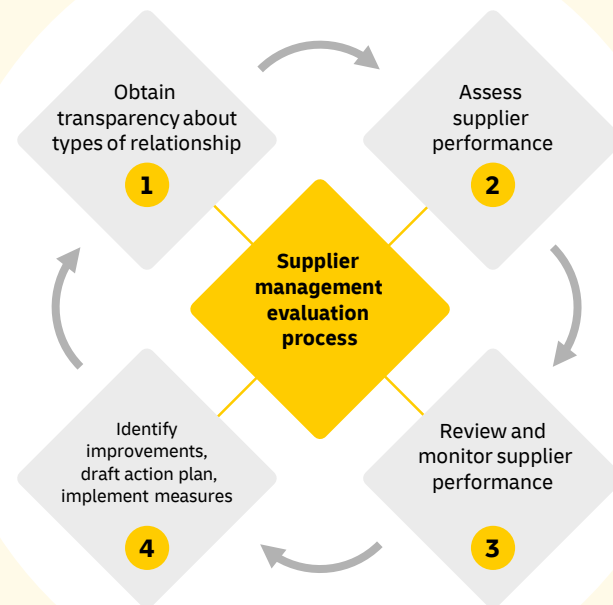 Obtain
transparency about
types of relationship
1
Assess
supplier
performance
2
Supplier
management
evaluation
process
Review and
monitor supplier
performance
3
Identify
improvements,
draft action plan,
implement measures
4